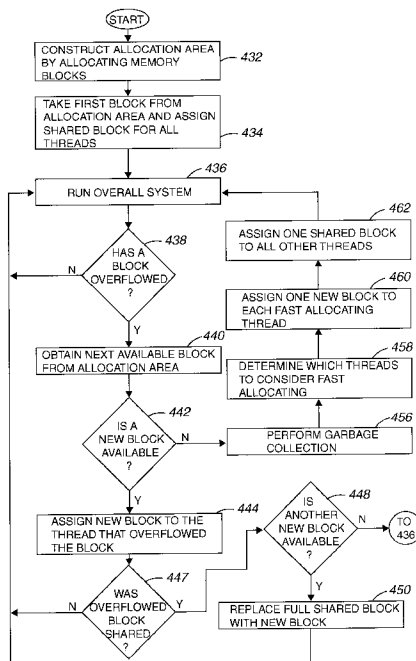 START
CONSTRUCT ALLOCATION AREA
BY ALLOCATING MEMORY
BLOCKS
432
TAKE FIRST BLOCK FROM
ALLOCATION AREA AND ASSIGN
SHARED BLOCK FOR ALL
THREADS
434
436
RUN OVERALL SYSTEM
438
HAS A
BLOCK
OVERFLOWED
?
N
Y
440
OBTAIN NEXT AVAILABLE BLOCK
FROM ALLOCATION AREA
442
IS A
NEW BLOCK
AVAILABLE
?
N
Y
462
ASSIGN ONE SHARED BLOCK
TO ALL OTHER THREADS
460
ASSIGN ONE NEW BLOCK TO
EACH FAST ALLOCATING
THREAD
458
DETERMINE WHICH THREADS
TO CONSIDER FAST
ALLOCATING
456
PERFORM GARBAGE
COLLECTION
444
ASSIGN NEW BLOCK TO THE
THREAD THAT OVERFLOWED
THE BLOCK
447
WAS
OVERFLOWED
BLOCK
SHARED
?
N
Y
448
IS
ANOTHER
NEW BLOCK
AVAILABLE
?
N
TO
436
Y
450
REPLACE FULL SHARED BLOCK
WITH NEW BLOCK